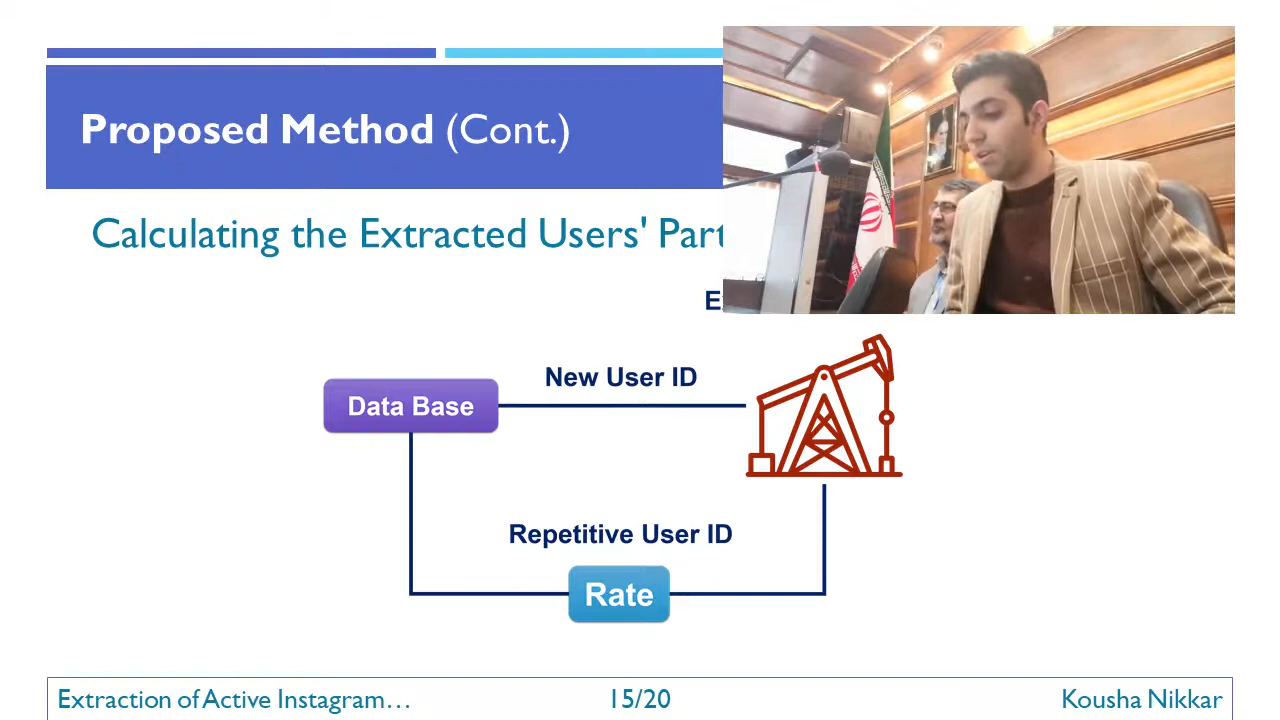 Proposed Method (Cont.)
Calculating the Extracted Users' Part
New User ID
Data Base
Repetitive User ID
Rate
Extraction of Active Instagram…
15/20
Kousha Nikkar